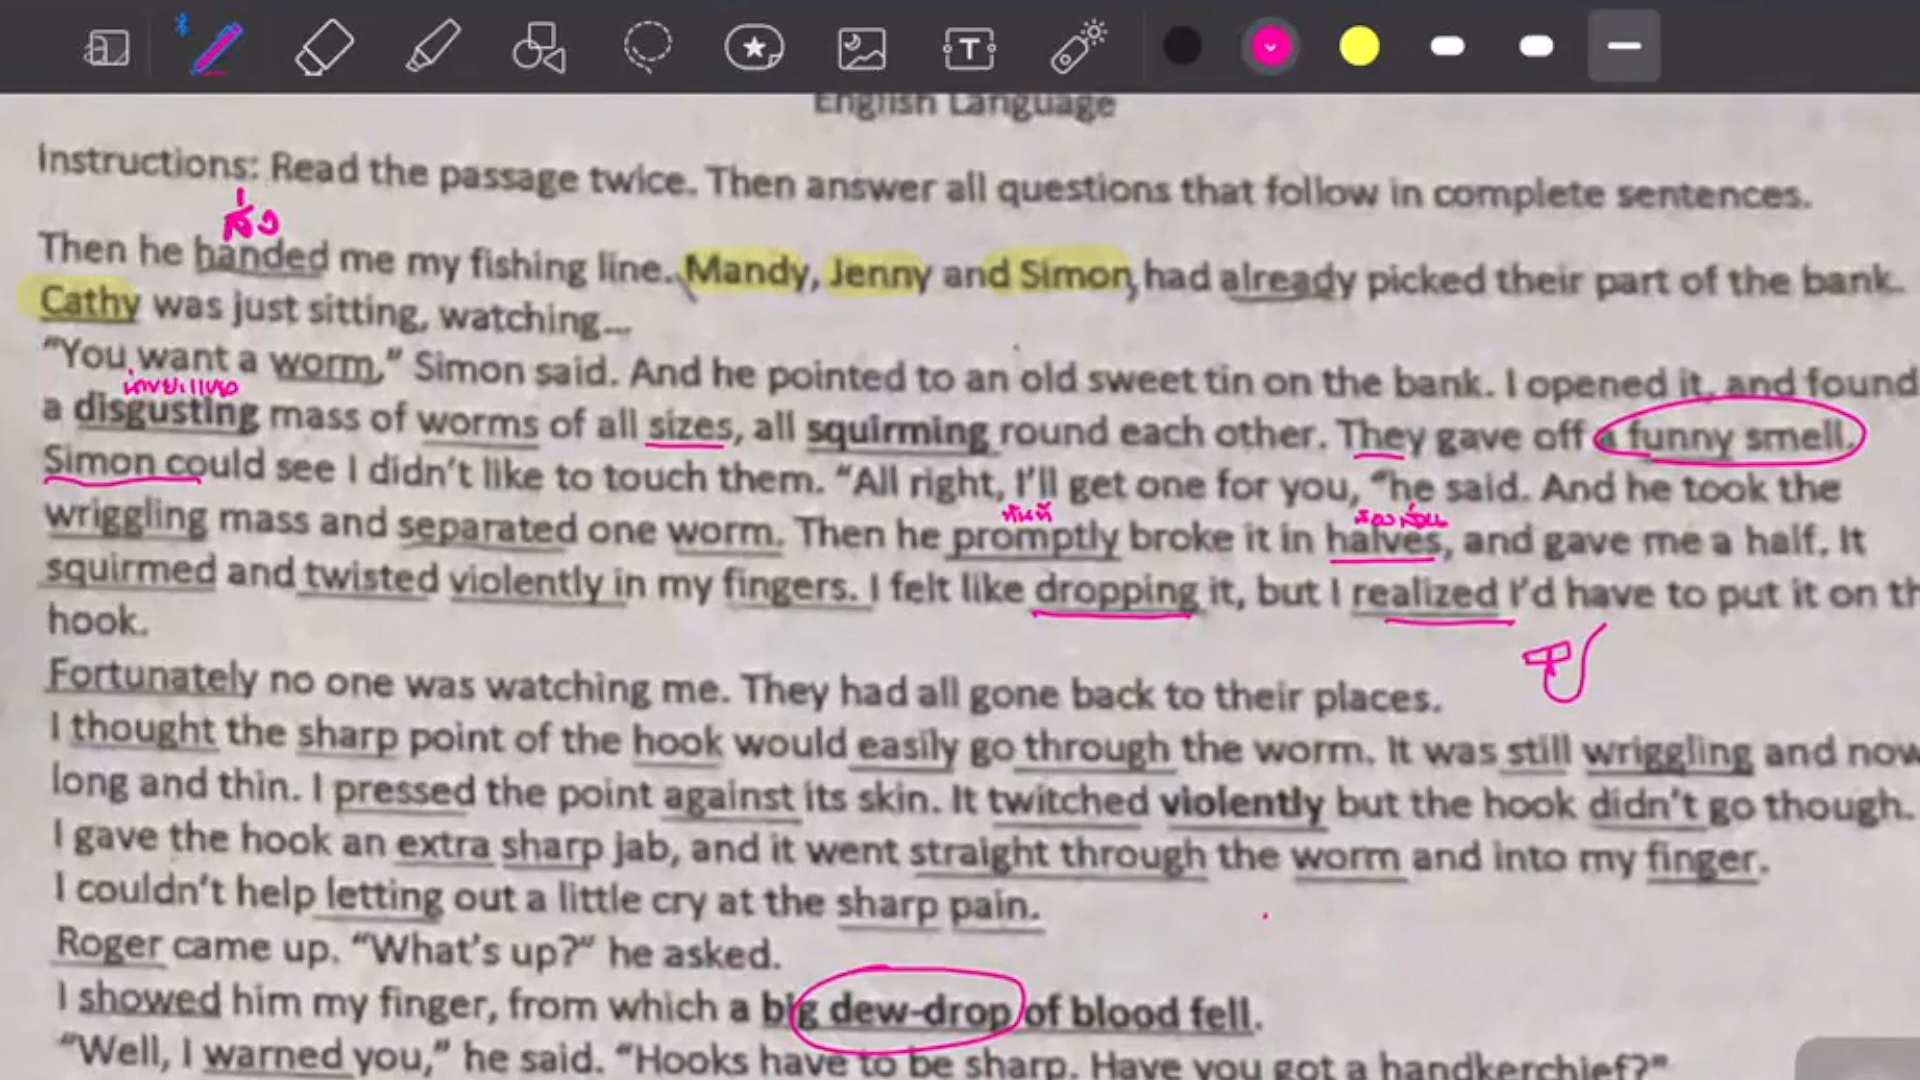 English Language
Instructions: Read the passage twice. Then answer all questions that follow in complete sentences.
ส่ง
Then he handed me my fishing line. Mandy, Jenny and Simon, had already picked their part of the bank.
Cathy was just sitting, watching...
"You want a worm," Simon said. And he pointed to an old sweet tin on the bank. I opened it, and found
a disgusting mass of worms of all sizes, all squirming round each other. They gave off a funny smell.
Simon could see I didn't like to touch them. "All right, I'll get one for you, "he said. And he took the
ทันที
wriggling mass and separated one worm. Then he promptly broke it in halves, and gave me a half. It
squirmed and twisted violently in my fingers. I felt like dropping it, but I realized I'd have to put it on th
hook.
Fortunately no one was watching me. They had all gone back to their places.
I thought the sharp point of the hook would easily go through the worm. It was still wriggling and now
long and thin. I pressed the point against its skin. It twitched violently but the hook didn't go though.
I gave the hook an extra sharp jab, and it went straight through the worm and into my finger.
I couldn't help letting out a little cry at the sharp pain.
Roger came up. "What's up?" he asked.
I showed him my finger, from which a big dew-drop of blood fell.
"Well, I warned you," he said. "Hooks have to be sharp. Have you got a handkerchief?"